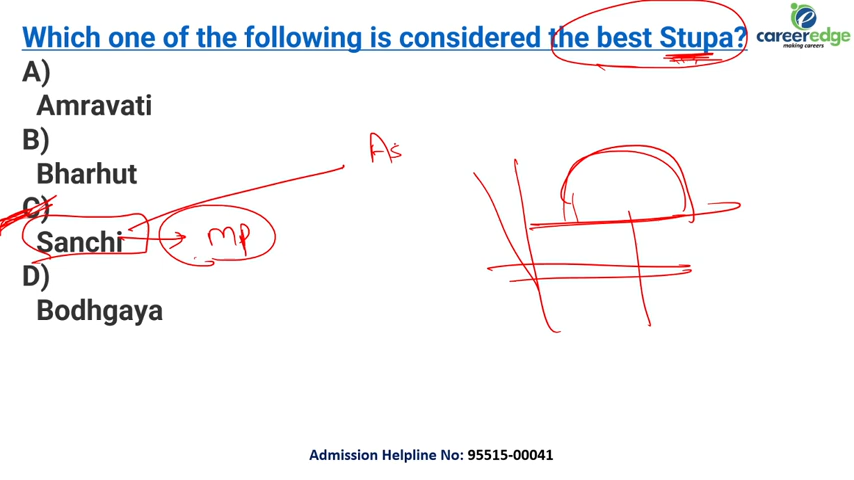 Which one of the following is considered the best Stupa?
careeredge
making careers
A)
Amravati
As
B)
Bharhut
C)
Sanchi → MP
D)
Bodhgaya
Admission Helpline No: 95515-00041